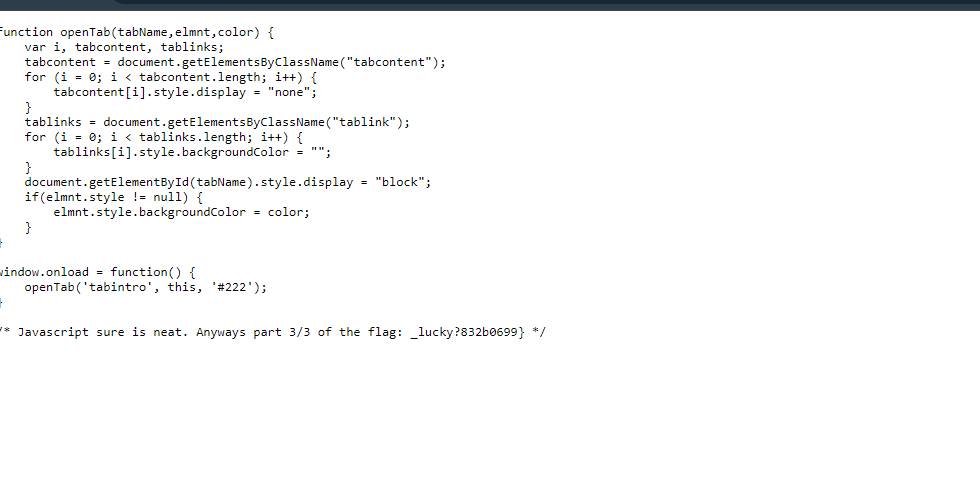 function openTab(tabName,elmnt,color) {
    var i, tabcontent, tablinks;
    tabcontent = document.getElementsByClassName("tabcontent");
    for (i = 0; i < tabcontent.length; i++) {
        tabcontent[i].style.display = "none";
    }
    tablinks = document.getElementsByClassName("tablink");
    for (i = 0; i < tablinks.length; i++) {
        tablinks[i].style.backgroundColor = "";
    }
    document.getElementById(tabName).style.display = "block";
    if(elmnt.style != null) {
        elmnt.style.backgroundColor = color;
    }
}
window.onload = function() {
    openTab('tabintro', this, '#222');
}
/* Javascript sure is neat. Anyways part 3/3 of the flag: _lucky?832b0699} */